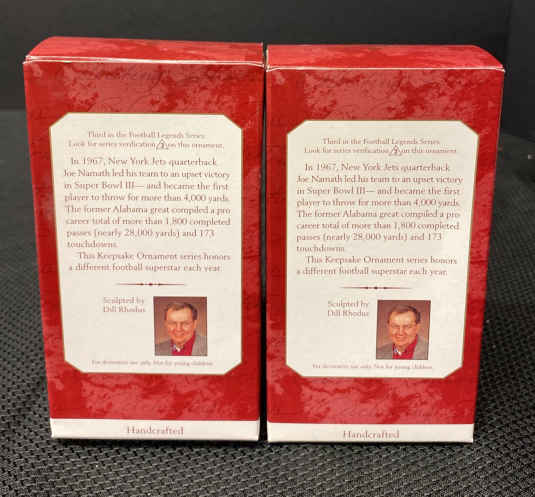 Third in the Football Legends Series.
Look for series verification on this ornament.
In 1967, New York Jets quarterback
Joe Namath led his team to an upset victory
in Super Bowl III— and became the first
player to throw for more than 4,000 yards.
The former Alabama great compiled a pro
career total of more than 1,800 completed
passes (nearly 28,000 yards) and 173
touchdowns.
This Keepsake Ornament series honors
a different football superstar each year.
Sculpted by
Dill Rhodus
For decorative use only. Not for young children.
Handcrafted
Third in the Football Legends Series.
Look for series verification on this ornament.
In 1967, New York Jets quarterback
Joe Namath led his team to an upset victory
in Super Bowl III— and became the first
player to throw for more than 4,000 yards.
The former Alabama great compiled a pro
career total of more than 1,800 completed
passes (nearly 28,000 yards) and 173
touchdowns.
This Keepsake Ornament series honors
a different football superstar each year.
Sculpted by
Dill Rhodus
For decorative use only. Not for young children.
Handcrafted